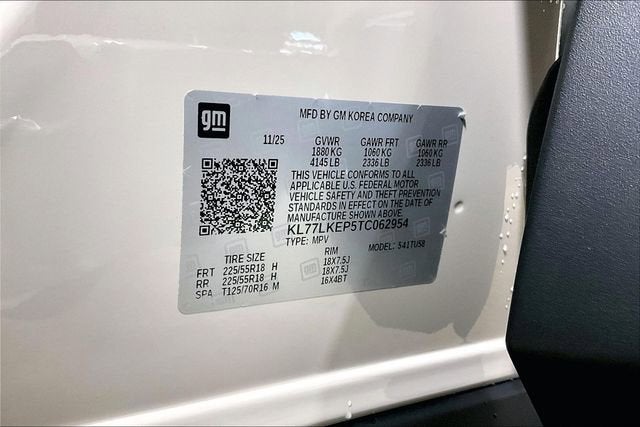 gm
MFD BY GM KOREA COMPANY
11/25 GVWR GAWR FRT GAWR RR
1880 KG 1060 KG 1060 KG
4145 LB 2336 LB 2336 LB
THIS VEHICLE CONFORMS TO ALL
APPLICABLE U.S. FEDERAL MOTOR
VEHICLE SAFETY AND THEFT PREVENTION
STANDARDS IN EFFECT ON THE DATE OF
MANUFACTURE SHOWN ABOVE.
KL77LKEP5TC062954
TYPE: MPV MODEL: 541TU58
TIRE SIZE RIM
FRT 225/55R18 H 18X7.5J
RR 225/55R18 H 18X7.5J
SPA T125/70R16 M 16X4BT